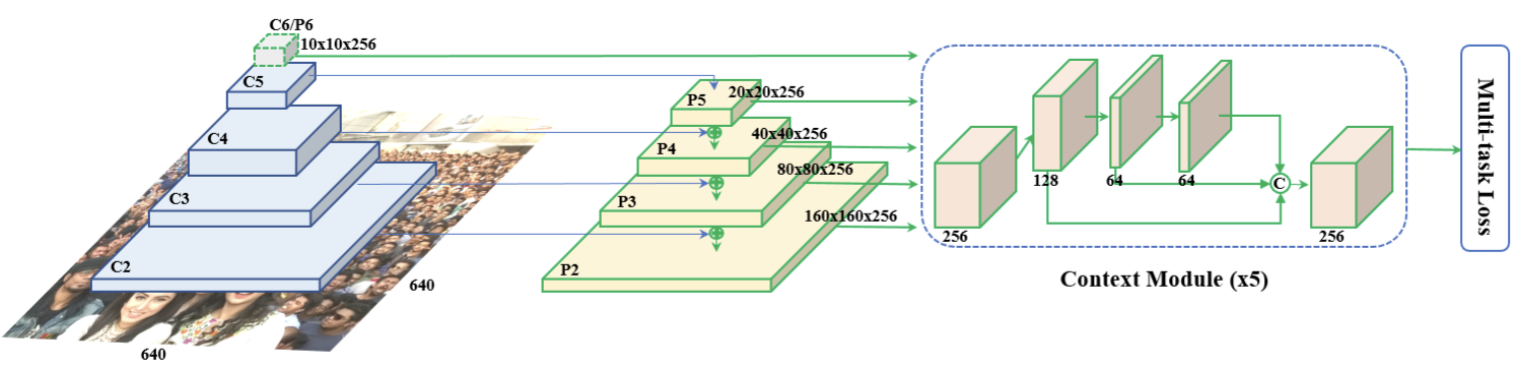 C6/P6
10x10x256
C5
C4
C3
C2
640
640
P5
20x20x256
P4
40x40x256
P3
80x80x256
P2
160x160x256
256
128
64
64
C
256
Context Module (x5)
Multi-task Loss